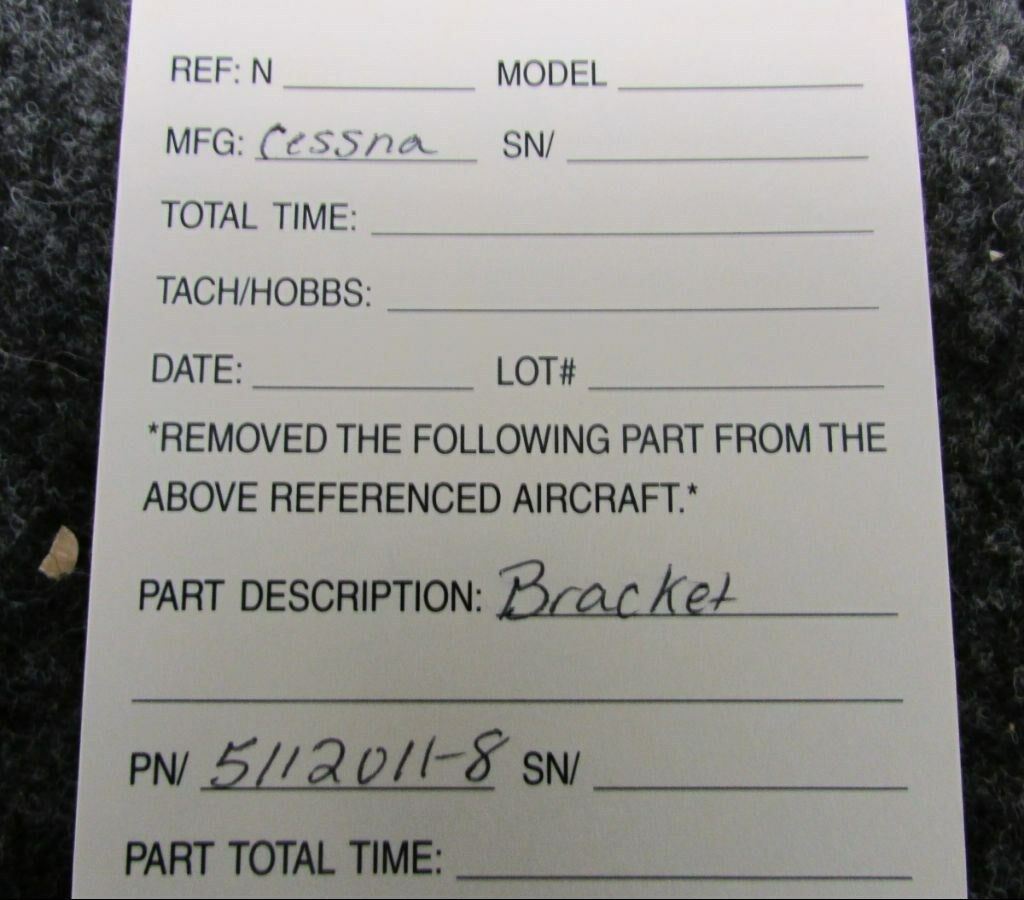 REF: N MODEL
MFG: Cessna SN/
TOTAL TIME:
TACH/HOBBS:
DATE: LOT#
*REMOVED THE FOLLOWING PART FROM THE
ABOVE REFERENCED AIRCRAFT.*
PART DESCRIPTION: Bracket
PN/ 5112011-8 SN/
PART TOTAL TIME: